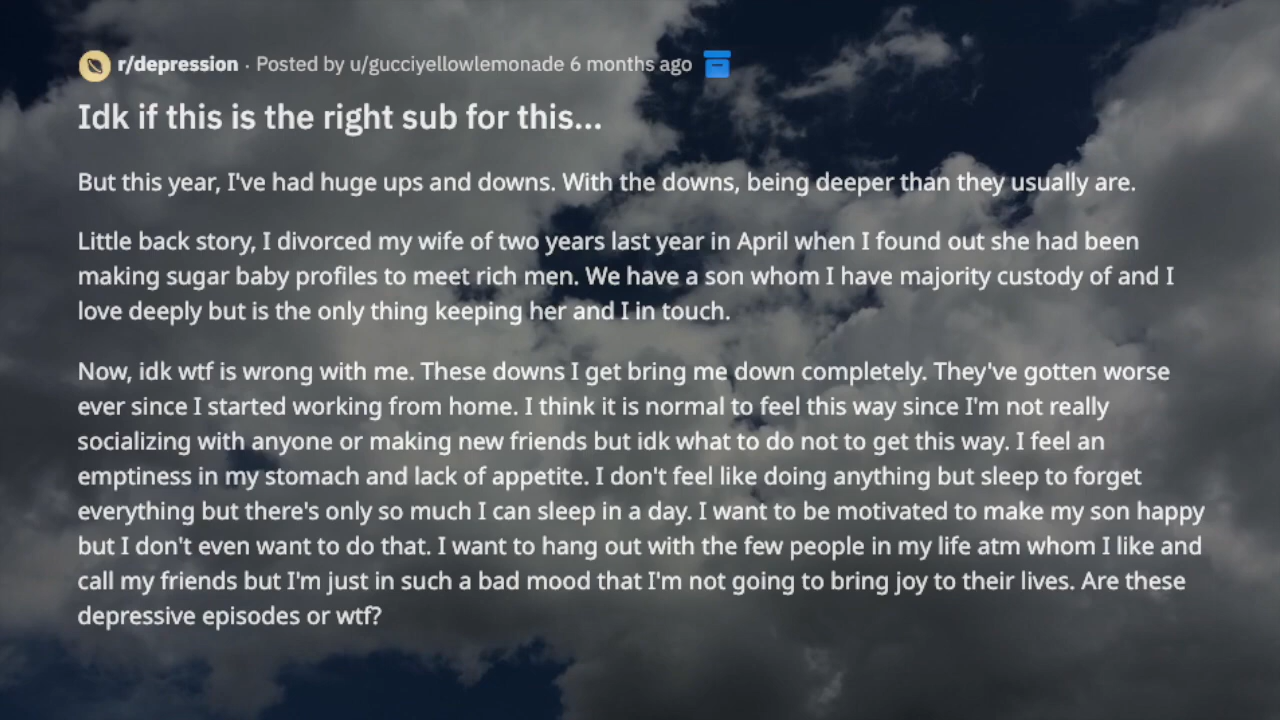 r/depression · Posted by u/gucciyellowlemonade 6 months ago
Idk if this is the right sub for this...
But this year, I've had huge ups and downs. With the downs, being deeper than they usually are.
Little back story, I divorced my wife of two years last year in April when I found out she had been
making sugar baby profiles to meet rich men. We have a son whom I have majority custody of and I
love deeply but is the only thing keeping her and I in touch.
Now, idk wtf is wrong with me. These downs I get bring me down completely. They've gotten worse
ever since I started working from home. I think it is normal to feel this way since I'm not really
socializing with anyone or making new friends but idk what to do not to get this way. I feel an
emptiness in my stomach and lack of appetite. I don't feel like doing anything but sleep to forget
everything but there's only so much I can sleep in a day. I want to be motivated to make my son happy
but I don't even want to do that. I want to hang out with the few people in my life atm whom I like and
call my friends but I'm just in such a bad mood that I'm not going to bring joy to their lives. Are these
depressive episodes or wtf?